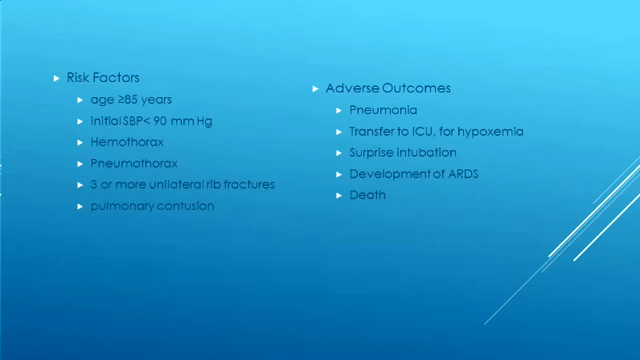 Risk Factors
age ≥85 years
initial SBP< 90 mm Hg
Hemothorax
Pneumothorax
3 or more unilateral rib fractures
pulmonary contusion
Adverse Outcomes
Pneumonia
Transfer to ICU, for hypoxemia
Surprise intubation
Development of ARDS
Death